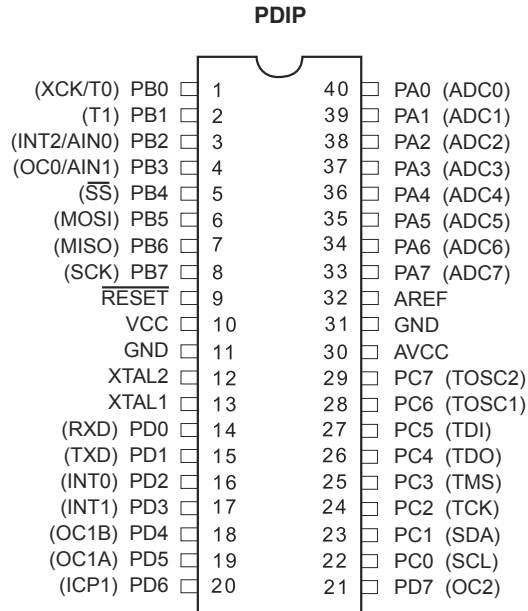 PDIP
(XCK/T0) PB0 1 40 PA0 (ADC0)
(T1) PB1 2 39 PA1 (ADC1)
(INT2/AIN0) PB2 3 38 PA2 (ADC2)
(OC0/AIN1) PB3 4 37 PA3 (ADC3)
(SS) PB4 5 36 PA4 (ADC4)
(MOSI) PB5 6 35 PA5 (ADC5)
(MISO) PB6 7 34 PA6 (ADC6)
(SCK) PB7 8 33 PA7 (ADC7)
RESET 9 32 AREF
VCC 10 31 GND
GND 11 30 AVCC
XTAL2 12 29 PC7 (TOSC2)
XTAL1 13 28 PC6 (TOSC1)
(RXD) PD0 14 27 PC5 (TDI)
(TXD) PD1 15 26 PC4 (TDO)
(INT0) PD2 16 25 PC3 (TMS)
(INT1) PD3 17 24 PC2 (TCK)
(OC1B) PD4 18 23 PC1 (SDA)
(OC1A) PD5 19 22 PC0 (SCL)
(ICP1) PD6 20 21 PD7 (OC2)